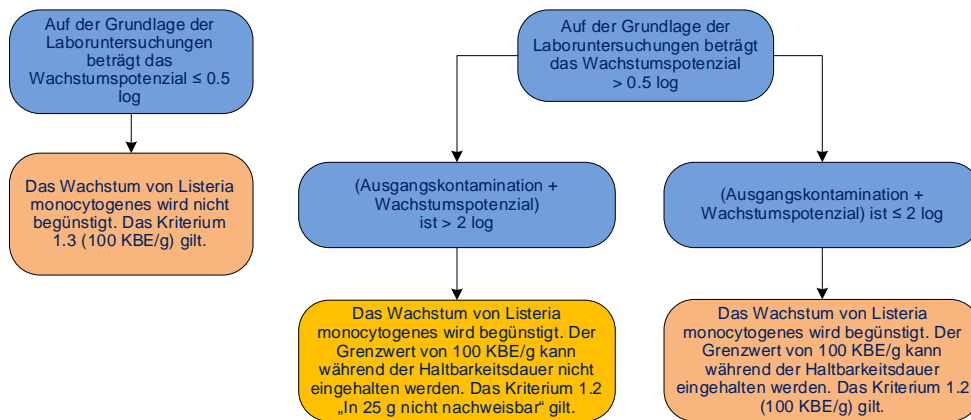 Auf der Grundlage der
Laboruntersuchungen
beträgt das
Wachstumspotenzial ≤ 0.5
log
Das Wachstum von Listeria
monocytogenes wird nicht
begünstigt. Das Kriterium
1.3 (100 KBE/g) gilt.
Auf der Grundlage der
Laboruntersuchungen beträgt
das Wachstumspotenzial
> 0.5 log
(Ausgangskontamination +
Wachstumspotenzial)
ist > 2 log
(Ausgangskontamination +
Wachstumspotenzial) ist ≤ 2 log
Das Wachstum von Listeria
monocytogenes wird begünstigt. Der
Grenzwert von 100 KBE/g kann
während der Haltbarkeitsdauer nicht
eingehalten werden. Das Kriterium 1.2
„In 25 g nicht nachweisbar“ gilt.
Das Wachstum von Listeria
monocytogenes wird begünstigt. Der
Grenzwert von 100 KBE/g kann
während der Haltbarkeitsdauer
eingehalten werden. Das Kriterium 1.2
(100 KBE/g) gilt.